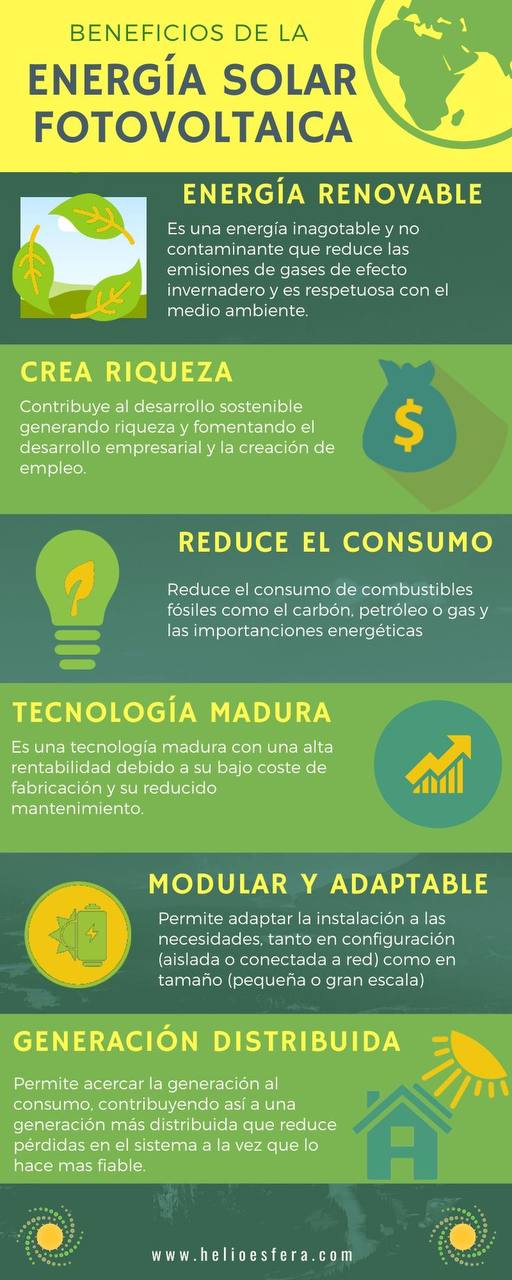 BENEFICIOS DE LA
ENERGÍA SOLAR
FOTOVOLTAICA
ENERGÍA RENOVABLE
Es una energía inagotable y no
contaminante que reduce las
emisiones de gases de efecto
invernadero y es respetuosa con el
medio ambiente.
CREA RIQUEZA
Contribuye al desarrollo sostenible
generando riqueza y fomentando el
desarrollo empresarial y la creación de
empleo.
$
REDUCE EL CONSUMO
Reduce el consumo de combustibles
fósiles como el carbón, petróleo o gas y
las importanciones energéticas
TECNOLOGÍA MADURA
Es una tecnología madura con una alta
rentabilidad debido a su bajo coste de
fabricación y su reducido
mantenimiento.
MODULAR Y ADAPTABLE
Permite adaptar la instalación a las
necesidades, tanto en configuración
(aislada o conectada a red) como en
tamaño (pequeña o gran escala)
GENERACIÓN DISTRIBUIDA
Permite acercar la generación al
consumo, contribuyendo así a una
generación más distribuida que reduce
pérdidas en el sistema a la vez que lo
hace mas fiable.
www.helioesfera.com